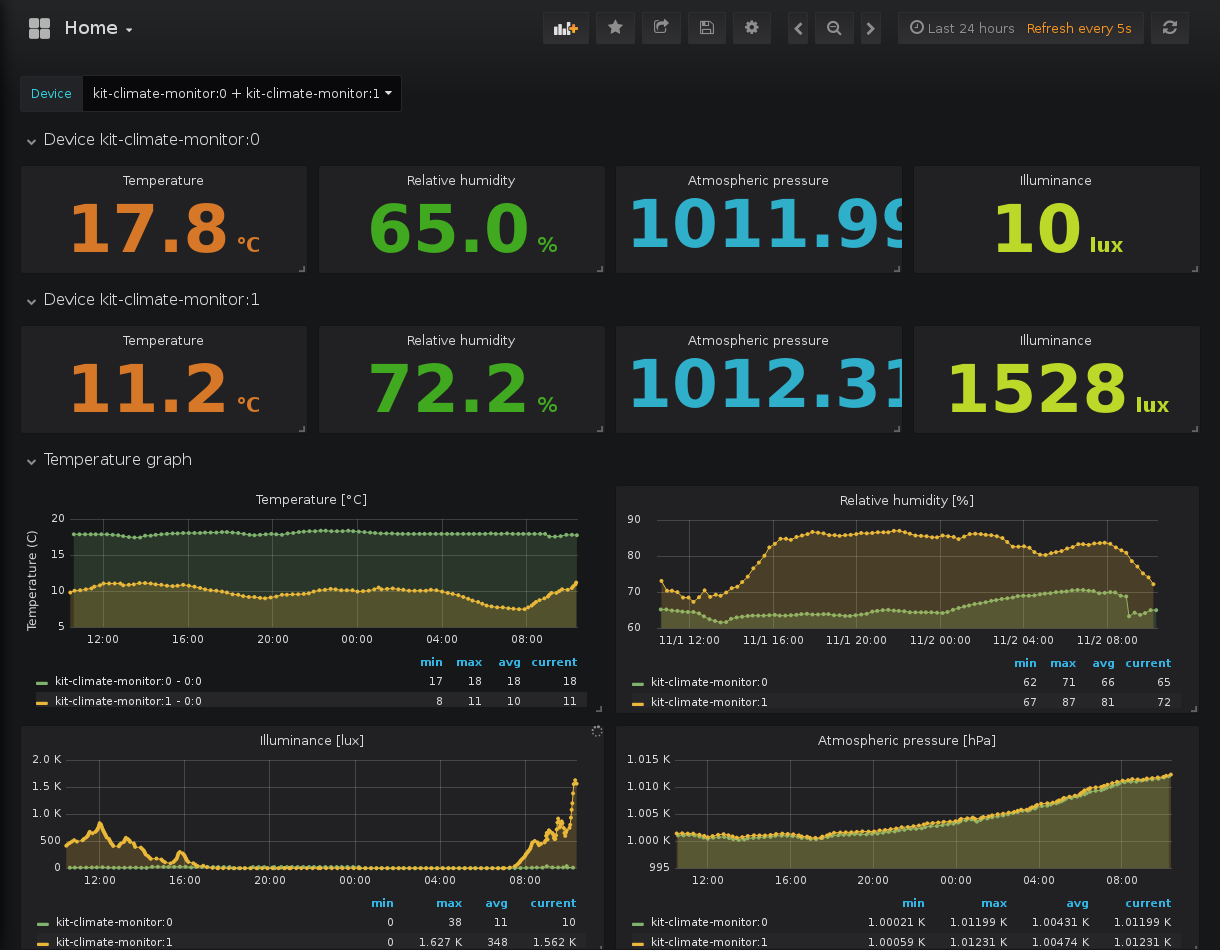 Home
Last 24 hours Refresh every 5s
Device kit-climate-monitor:0 + kit-climate-monitor:1
Device kit-climate-monitor:0
Temperature Relative humidity Atmospheric pressure Illuminance
17.8 °C 65.0 % 1011.99 10 lux
Device kit-climate-monitor:1
Temperature Relative humidity Atmospheric pressure Illuminance
11.2 °C 72.2 % 1012.31 1528 lux
Temperature graph
Temperature [°C]
Temperature (C)
20
15
10
5
12:00 16:00 20:00 00:00 04:00 08:00
min max avg current
kit-climate-monitor:0 - 0:0 17 18 18 18
kit-climate-monitor:1 - 0:0 8 11 10 11
Relative humidity [%]
90
80
70
60
11/1 12:00 11/1 16:00 11/1 20:00 11/2 00:00 11/2 04:00 11/2 08:00
min max avg current
kit-climate-monitor:0 62 71 66 65
kit-climate-monitor:1 67 87 81 72
Illuminance [lux]
2.0 K
1.5 K
1.0 K
500
0
12:00 16:00 20:00 00:00 04:00 08:00
min max avg current
kit-climate-monitor:0 0 38 11 10
kit-climate-monitor:1 0 1.627 K 348 1.562 K
Atmospheric pressure [hPa]
1.015 K
1.010 K
1.005 K
1.000 K
995
12:00 16:00 20:00 00:00 04:00 08:00
min max avg current
kit-climate-monitor:0 1.00021 K 1.01199 K 1.00431 K 1.01199 K
kit-climate-monitor:1 1.00059 K 1.01231 K 1.00474 K 1.01231 K